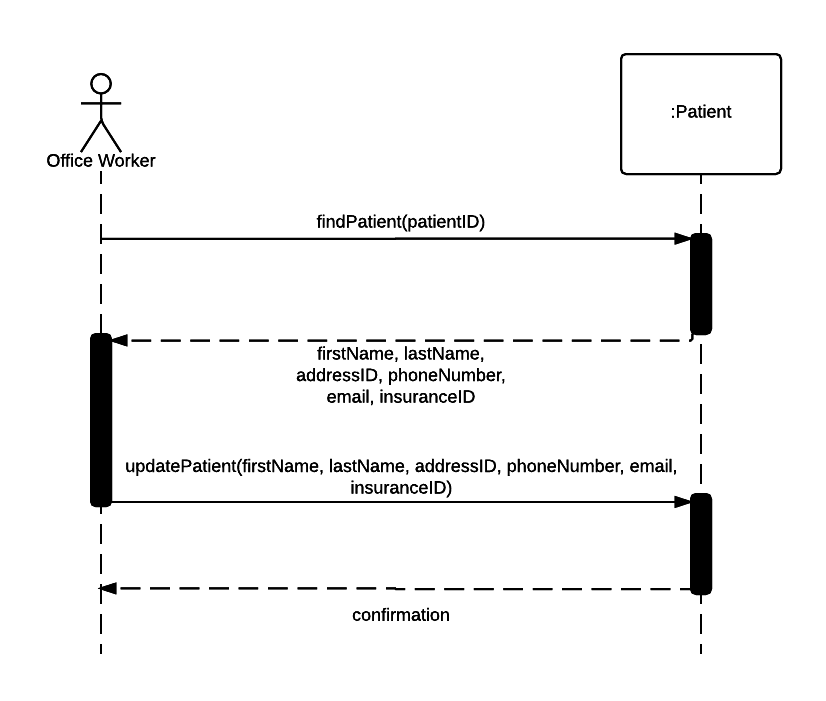 :Patient
Office Worker
findPatient(patientID)
firstName, lastName,
addressID, phoneNumber,
email, insuranceID
updatePatient(firstName, lastName, addressID, phoneNumber, email,
insuranceID)
confirmation